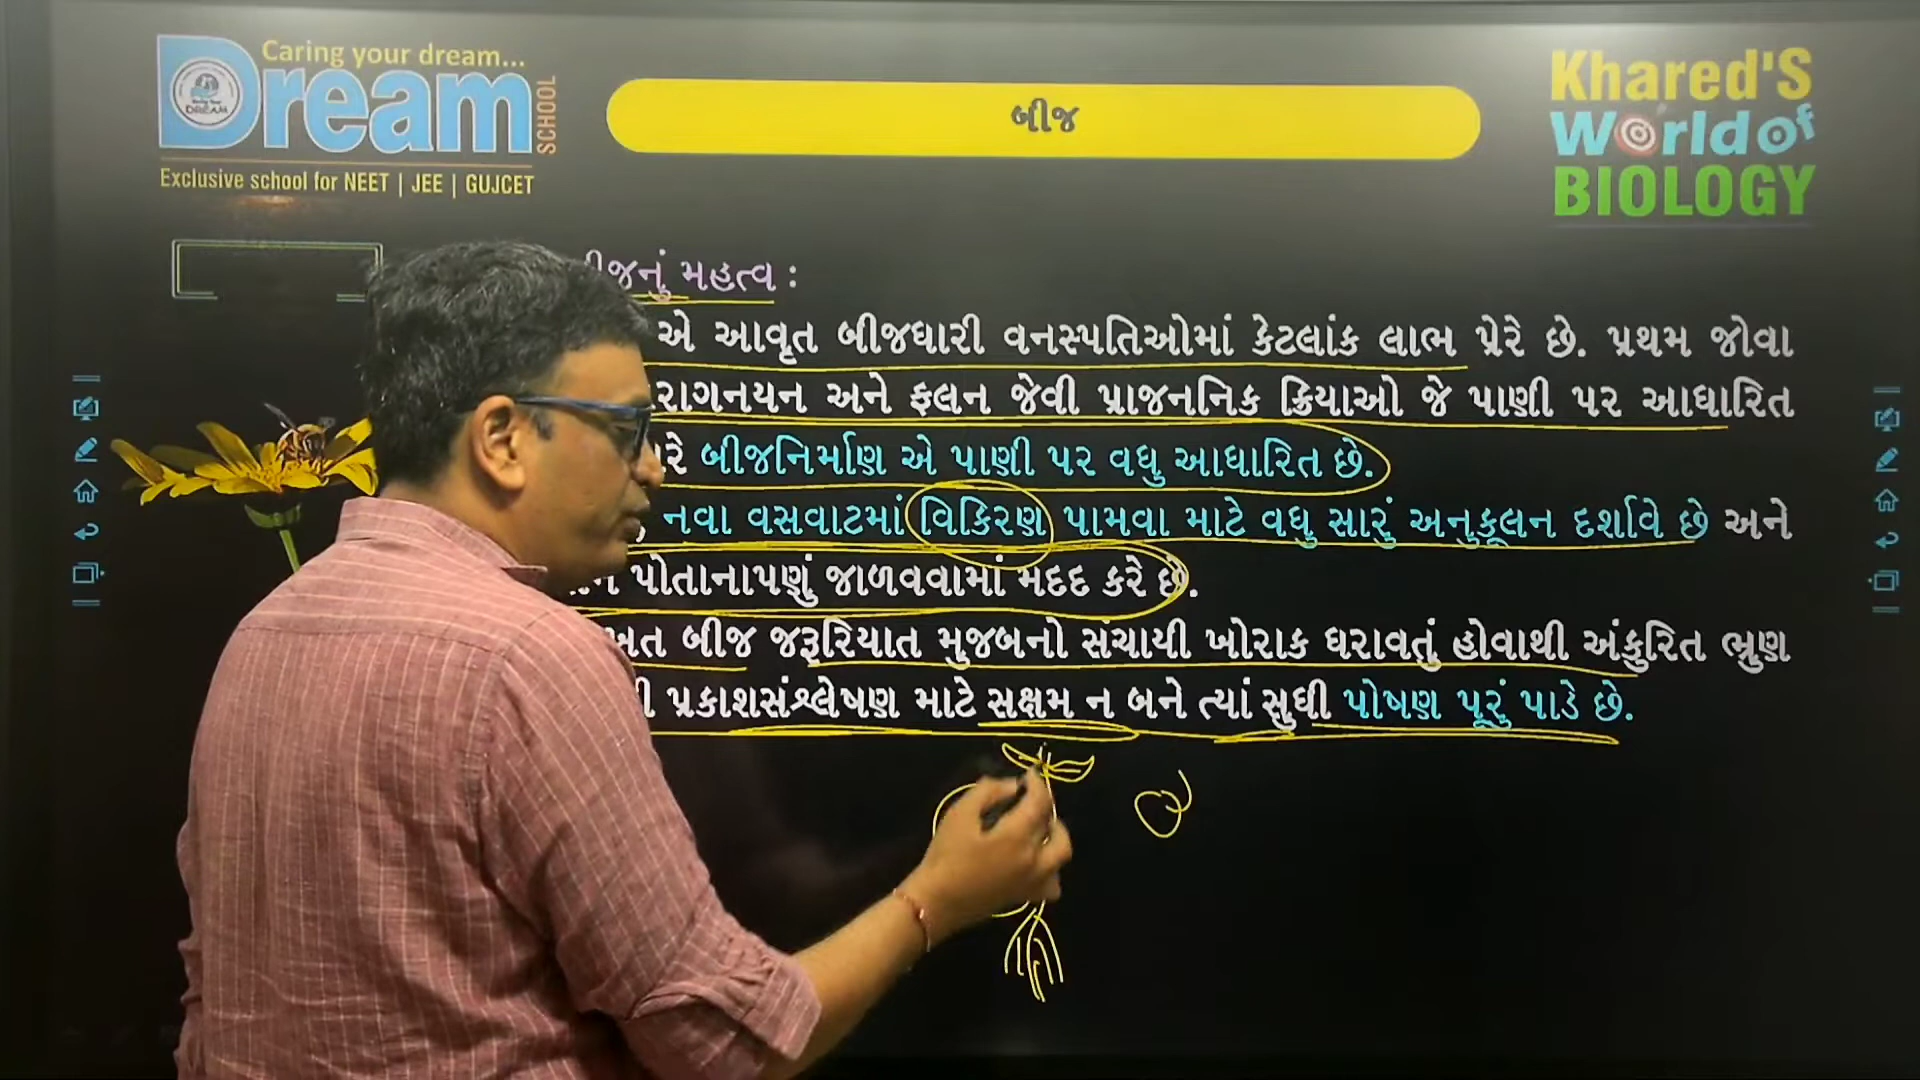 Caring your dream...
Dream SCHOOL
Exclusive school for NEET | JEE | GUJCET
બીજ
Khared'S
World of
BIOLOGY
મહત્વ :
એ આવૃત બીજધારી વનસ્પતિઓમાં કેટલાંક લાભ પ્રેરે છે. પ્રથમ જોવા
અને ફલન જેવી પ્રાજનનિક ક્રિયાઓ જે પાણી પર આધારિત
બીજનિર્માણ એ પાણી પર વધુ આધારિત છે.
નવા વસવાટમાં વિકિરણ પામવા માટે વધુ સારું અનુકૂલન દર્શાવે છે અને
પોતાનાપણું જાળવવામાં મદદ કરે છે.
બીજ જરૂરિયાત મુજબનો સંચાયી ખોરાક ધરાવતું હોવાથી અંકુરિત ભ્રુણ
પ્રકાશસંશ્લેષણ માટે સક્ષમ ન બને ત્યાં સુધી પોષણ પૂરું પાડે છે.